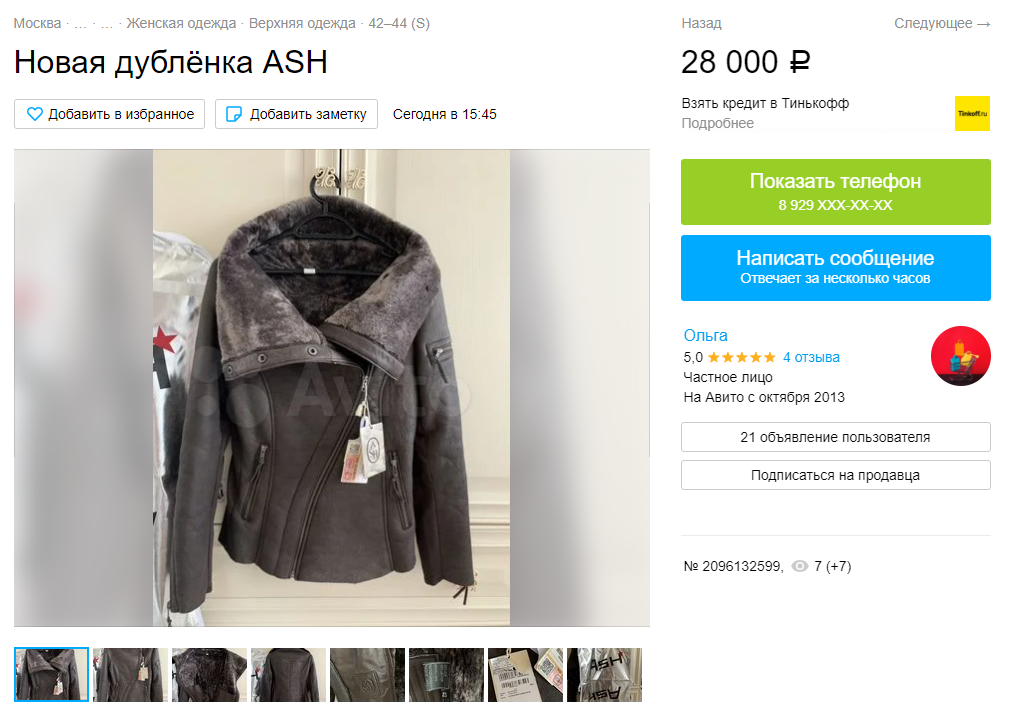 Москва · ... · ... · Женская одежда · Верхняя одежда · 42–44 (S)
Назад
Следующее →
Новая дублёнка ASH
28 000 ₽
Добавить в избранное
Добавить заметку
Сегодня в 15:45
Взять кредит в Тинькофф
Подробнее
Tinkoff.ru
Показать телефон
8 929 XXX-XX-XX
Написать сообщение
Отвечает за несколько часов
Ольга
5,0 ★★★★★ 4 отзыва
Частное лицо
На Авито с октября 2013
21 объявление пользователя
Подписаться на продавца
№ 2096132599, 7 (+7)
Avito
ASH
ASH